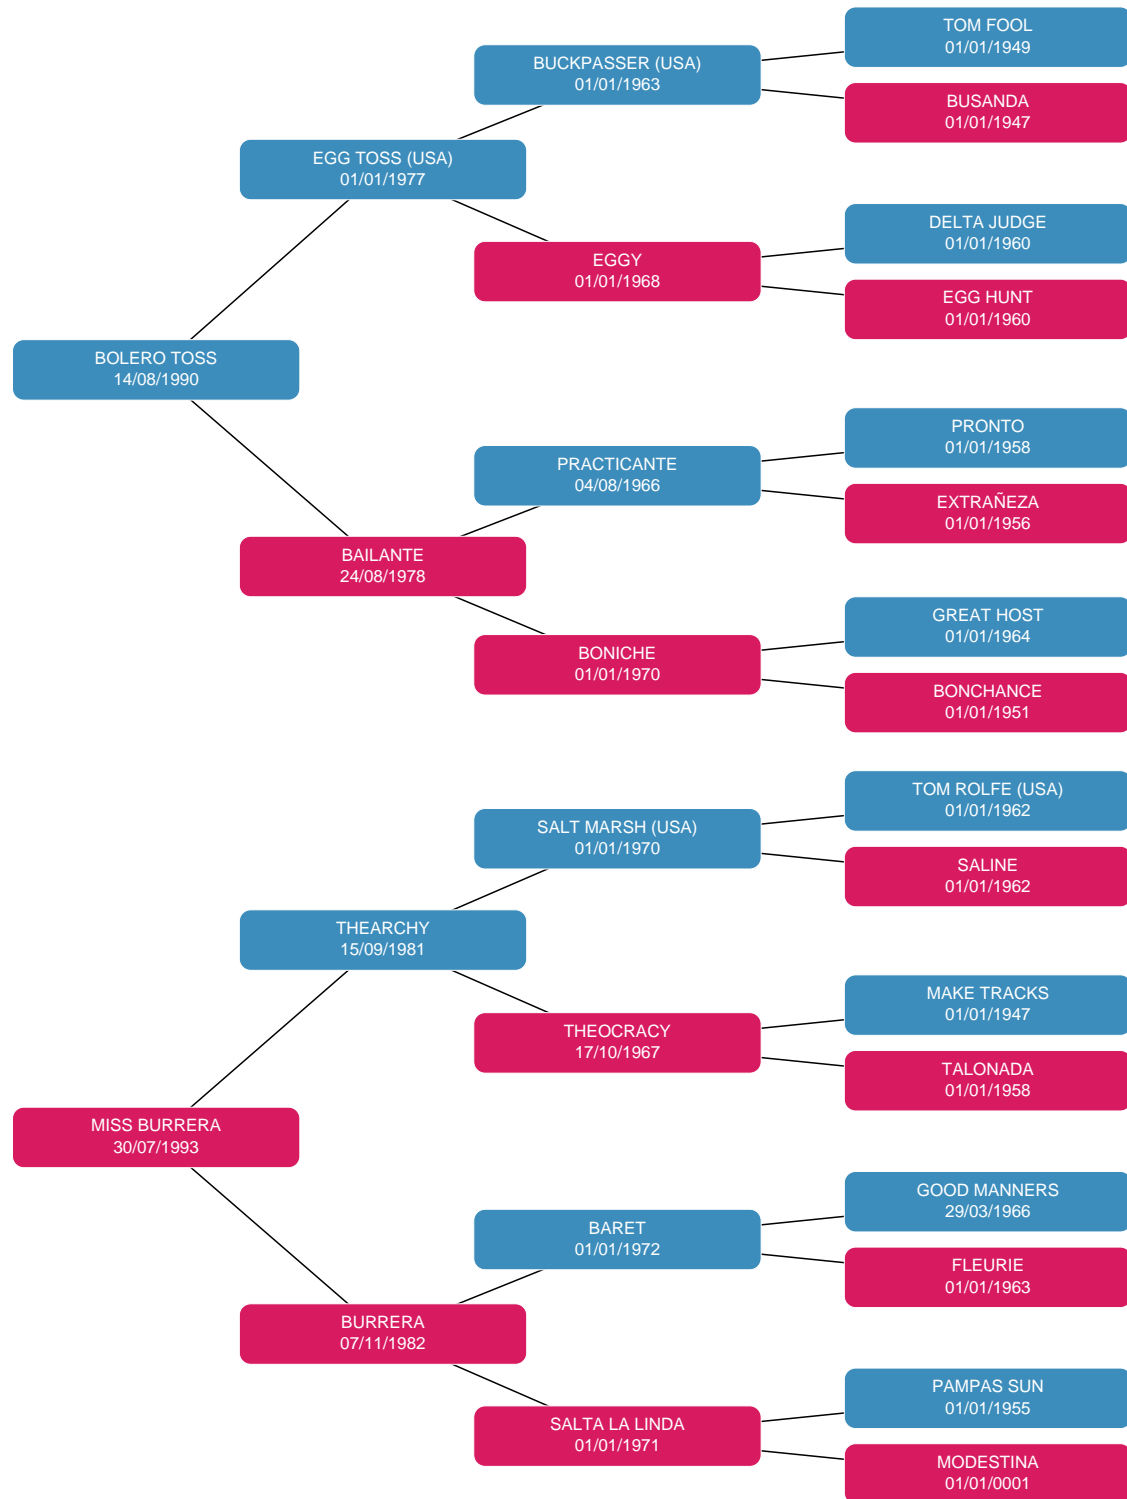 TOM FOOL
01/01/1949
BUCKPASSER (USA)
01/01/1963
BUSANDA
01/01/1947
EGG TOSS (USA)
01/01/1977
DELTA JUDGE
01/01/1960
EGGY
01/01/1968
EGG HUNT
01/01/1960
BOLERO TOSS
14/08/1990
PRONTO
01/01/1958
PRACTICANTE
04/08/1966
EXTRAÑEZA
01/01/1956
BAILANTE
24/08/1978
GREAT HOST
01/01/1964
BONICHE
01/01/1970
BONCHANCE
01/01/1951
TOM ROLFE (USA)
01/01/1962
SALT MARSH (USA)
01/01/1970
SALINE
01/01/1962
THEARCHY
15/09/1981
MAKE TRACKS
01/01/1947
THEOCRACY
17/10/1967
TALONADA
01/01/1958
MISS BURRERA
30/07/1993
GOOD MANNERS
29/03/1966
BARET
01/01/1972
FLEURIE
01/01/1963
BURRERA
07/11/1982
PAMPAS SUN
01/01/1955
SALTA LA LINDA
01/01/1971
MODESTINA
01/01/0001